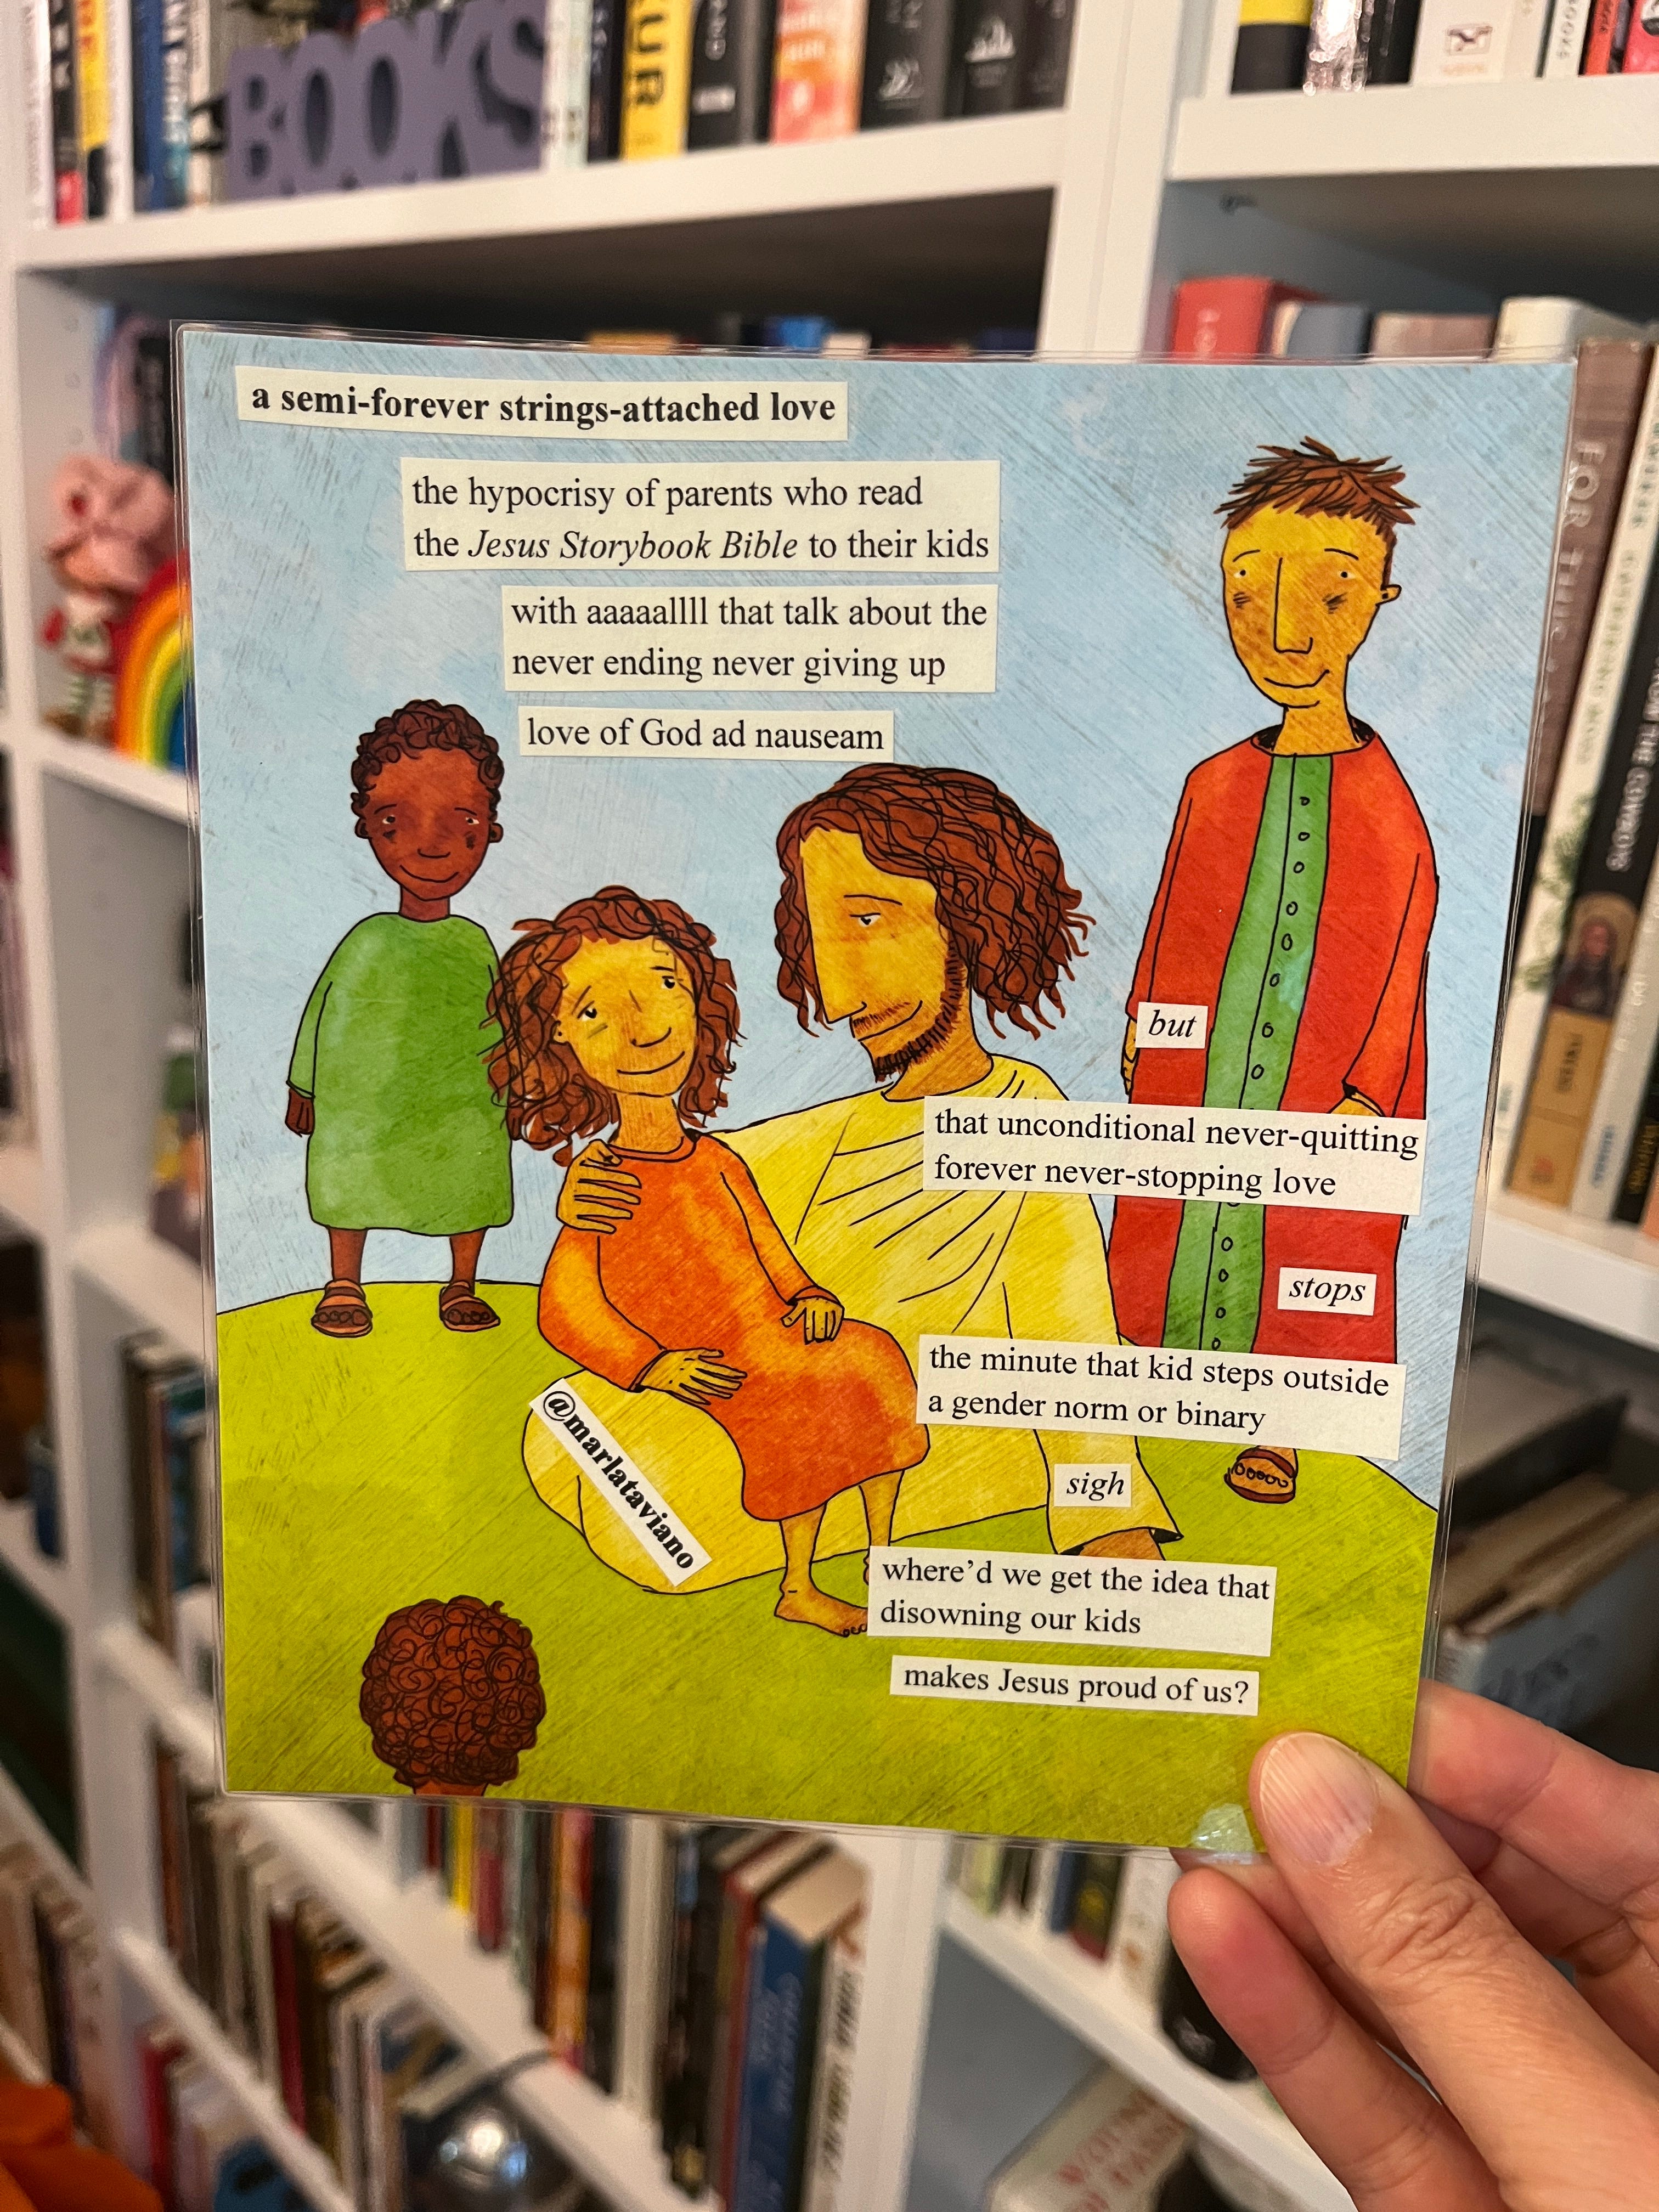 BOOKS
a semi-forever strings-attached love
the hypocrisy of parents who read
the Jesus Storybook Bible to their kids
with aaaaallll that talk about the
never ending never giving up
love of God ad nauseam
but
that unconditional never-quitting
forever never-stopping love
stops
the minute that kid steps outside
a gender norm or binary
sigh
@marlataviano
where'd we get the idea that
disowning our kids
makes Jesus proud of us?